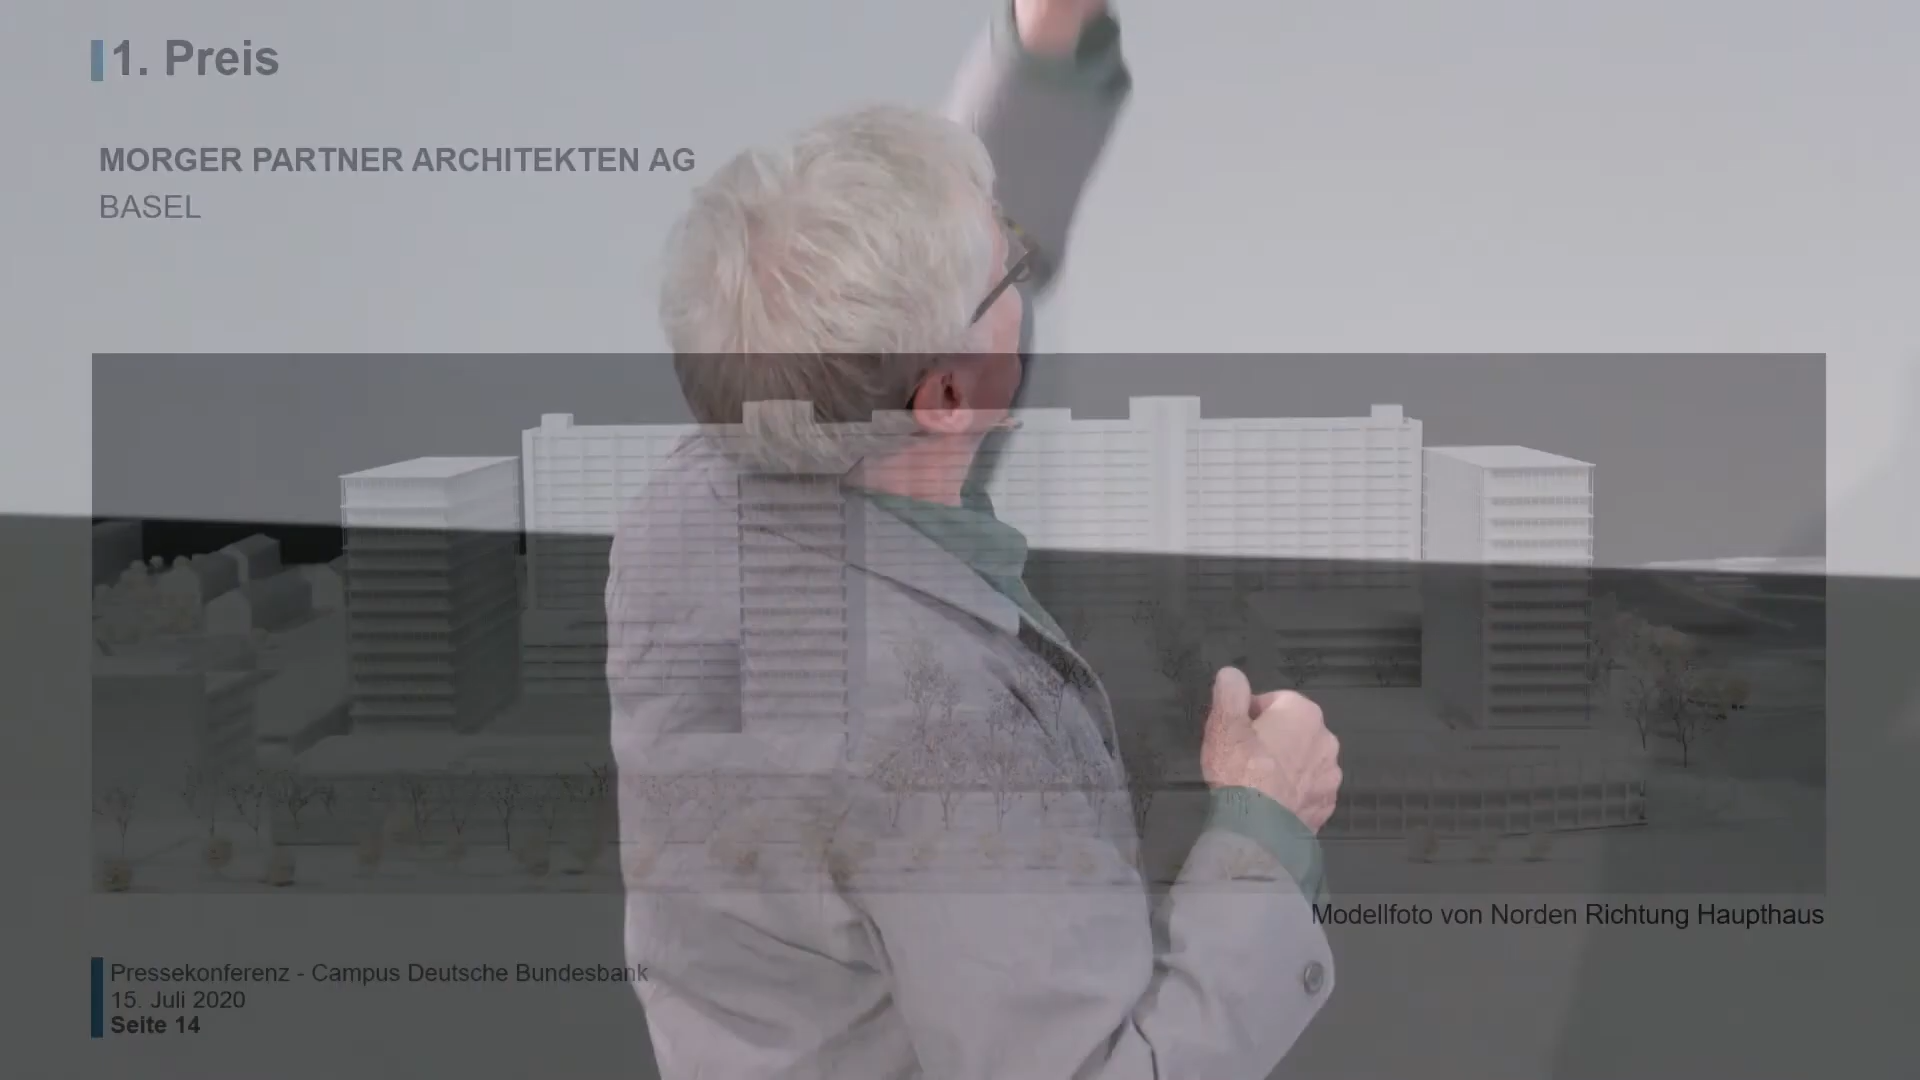 1. Preis
MORGER PARTNER ARCHITEKTEN AG
BASEL
Modellfoto von Norden Richtung Haupthaus
Pressekonferenz - Campus Deutsche Bundesbank
15. Juli 2020
Seite 14